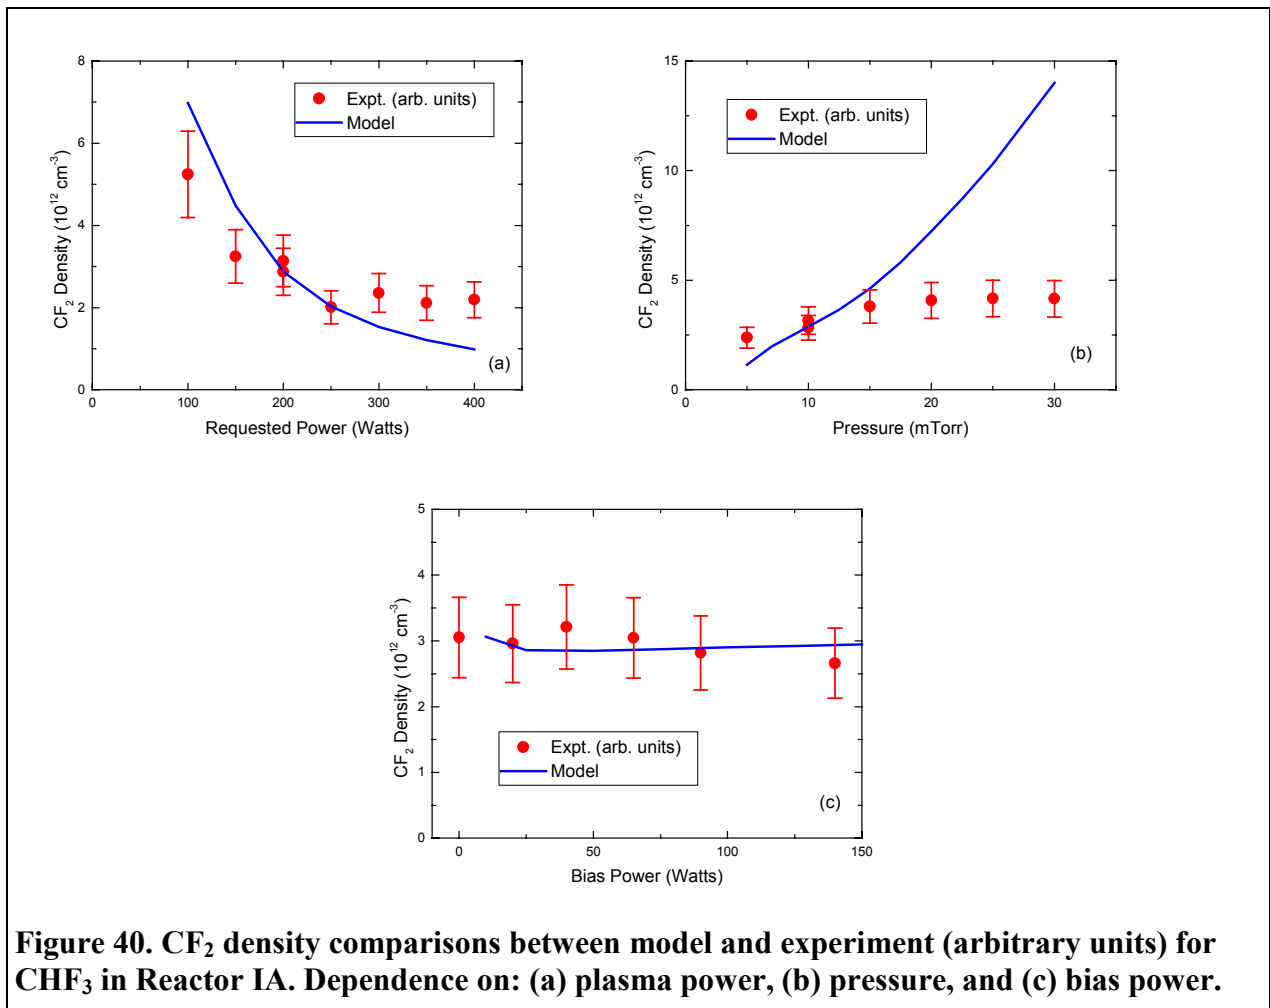 8
6
4
2
0
CF2 Density (10^12 cm^-3)
0
100
200
300
400
Requested Power (Watts)
Expt. (arb. units)
Model
(a)
15
10
5
0
CF2 Density (10^12 cm^-3)
0
10
20
30
Pressure (mTorr)
Expt. (arb. units)
Model
(b)
5
4
3
2
1
0
CF2 Density (10^12 cm^-3)
0
50
100
150
Bias Power (Watts)
Expt. (arb. units)
Model
(c)
Figure 40. CF2 density comparisons between model and experiment (arbitrary units) for
CHF3 in Reactor IA. Dependence on: (a) plasma power, (b) pressure, and (c) bias power.